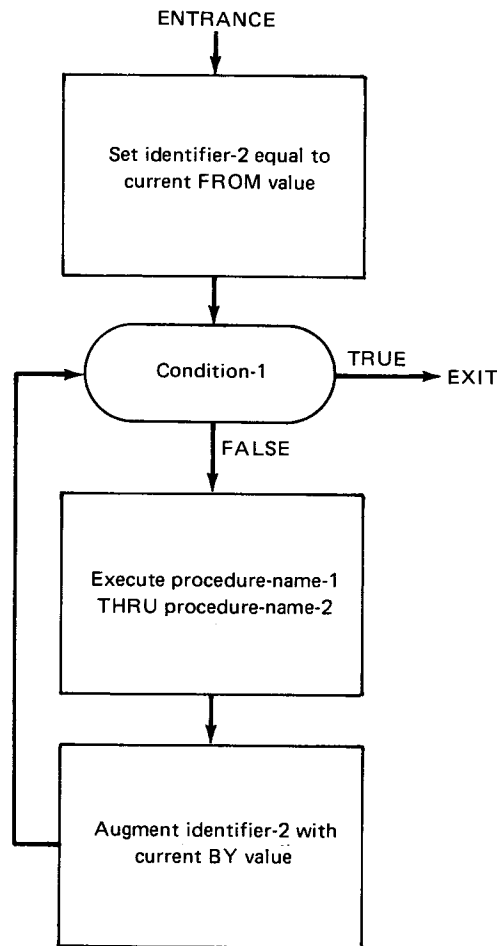 ENTRANCE
Set identifier-2 equal to
current FROM value
Condition-1
TRUE
EXIT
FALSE
Execute procedure-name-1
THRU procedure-name-2
Augment identifier-2 with
current BY value